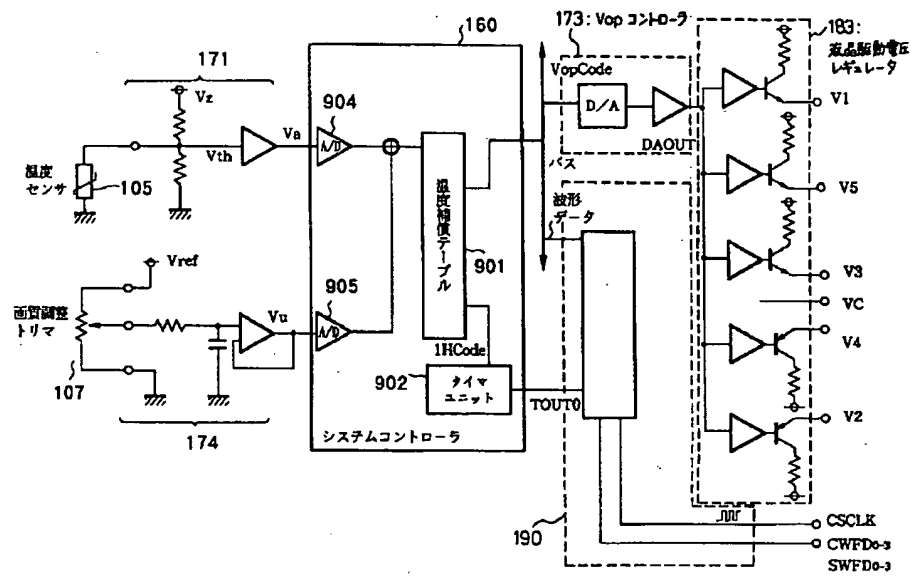 160
173: Vop コントローラ
183:
液晶駆動電圧
レギュレータ
171
Vz
904
VopCode
D/A
V1
Va
A/D
Vth
DAOUT
温度
センサ
105
バス
V5
温度補償テーブル
波形
データ
901
Vref
905
V3
VC
画質調整
トリマ
Vu
A/D
1HCode
V4
902
タイマ
ユニット
107
TOUT0
V2
174
システムコントローラ
190
CSCLK
CWFD0-3
SWFD0-3